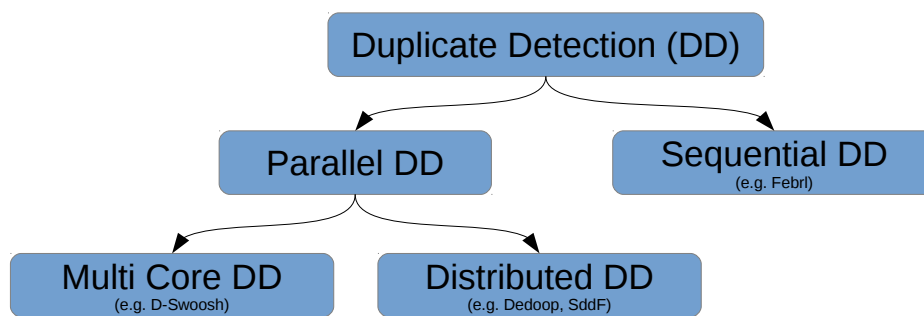 Duplicate Detection (DD)
Parallel DD
Sequential DD
(e.g. Febrl)
Multi Core DD
(e.g. D-Swoosh)
Distributed DD
(e.g. Dedoop, SddF)